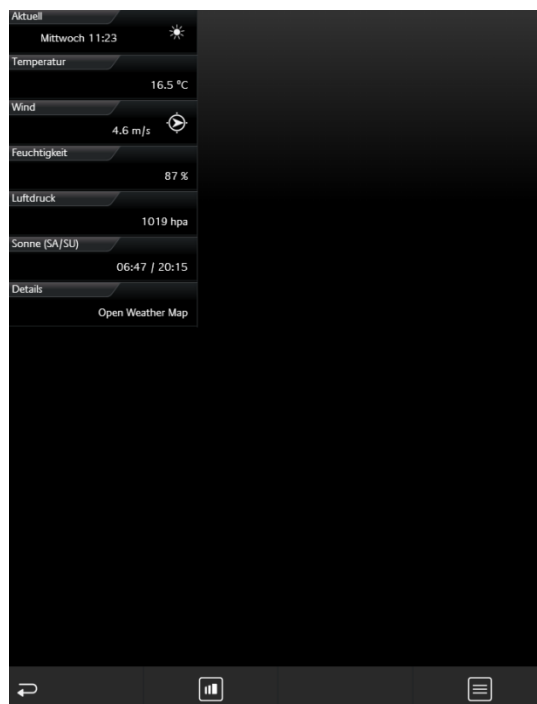 Aktuell
Mittwoch 11:23
Temperatur
16.5 °C
Wind
4.6 m/s
Feuchtigkeit
87 %
Luftdruck
1019 hpa
Sonne (SA/SU)
06:47 / 20:15
Details
Open Weather Map